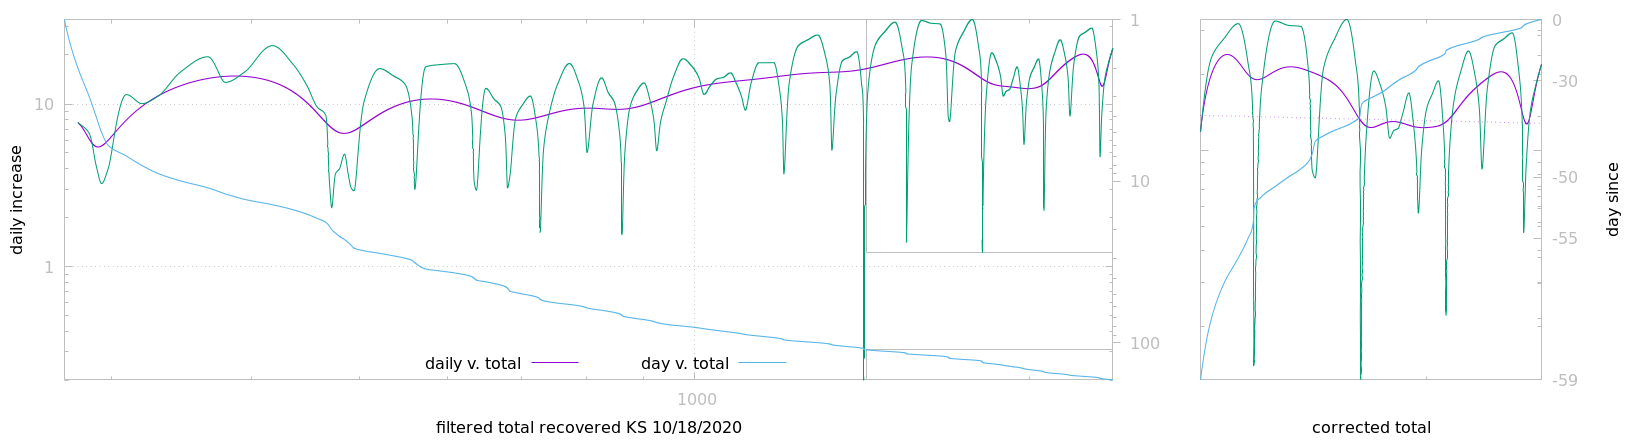 daily increase
10
1
1
10
100
daily v. total
day v. total
1000
filtered total recovered KS 10/18/2020
0
-30
-50
-55
-59
day since
corrected total